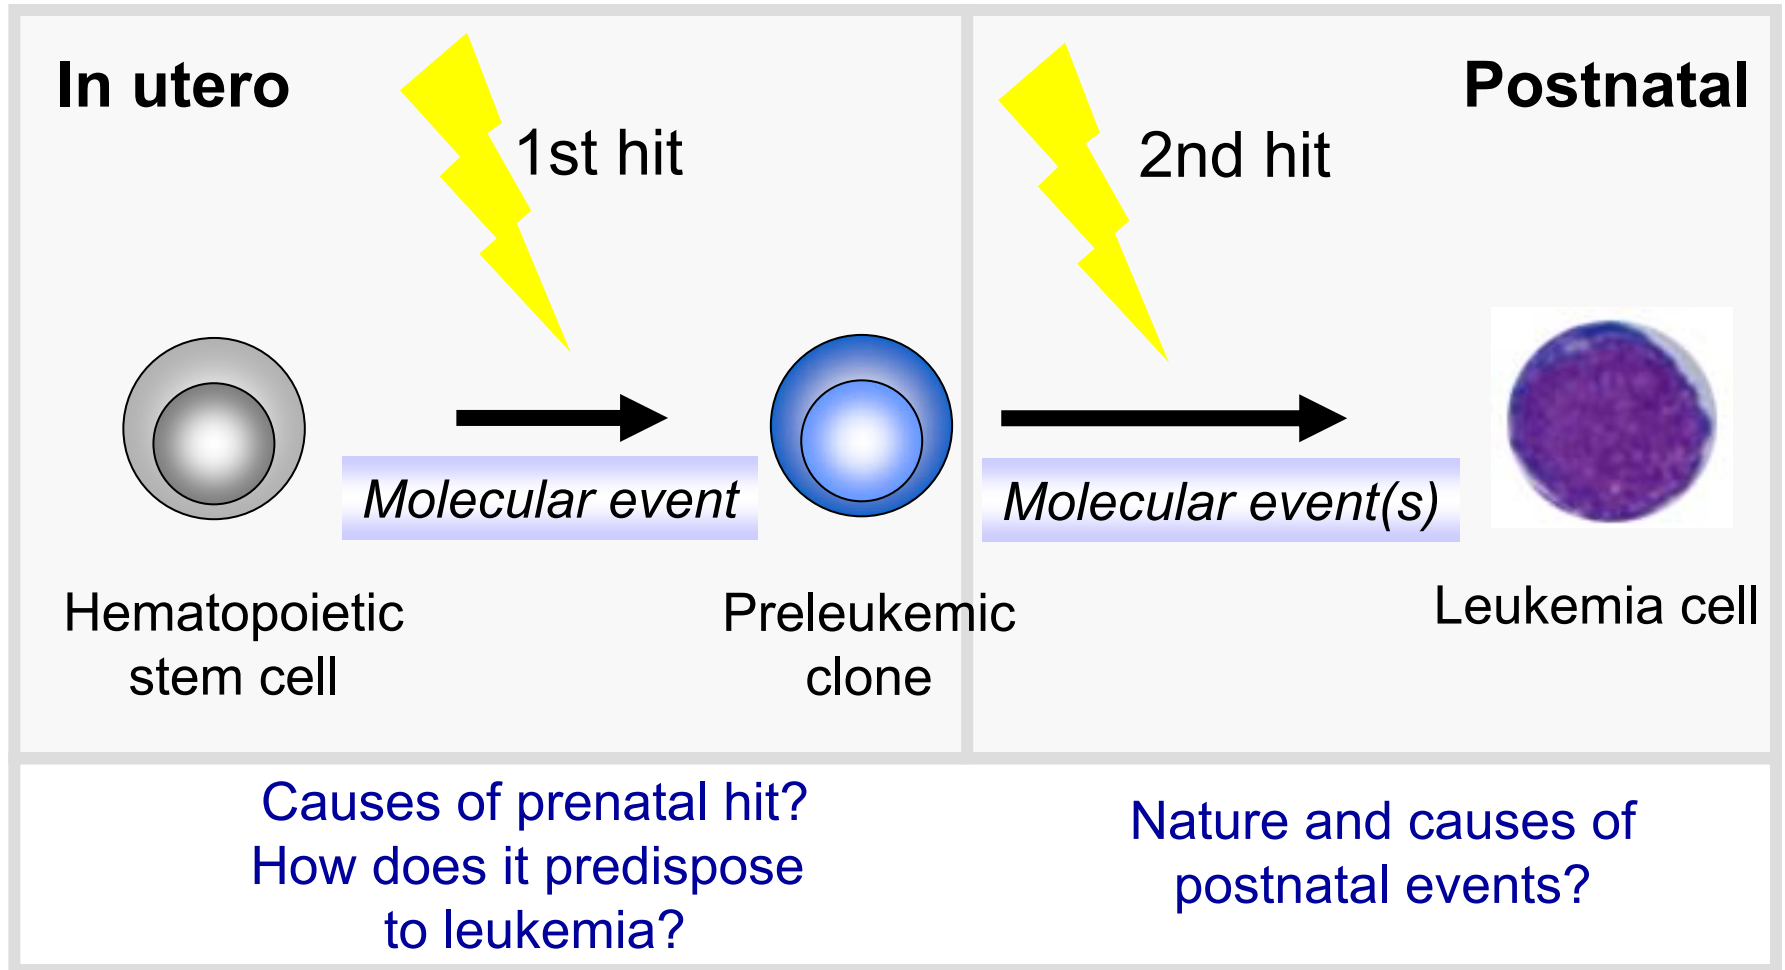 In utero
1st hit
Molecular event
Hematopoietic
stem cell
Preleukemic
clone
Postnatal
2nd hit
Molecular event(s)
Leukemia cell
Causes of prenatal hit?
How does it predispose
to leukemia?
Nature and causes of
postnatal events?